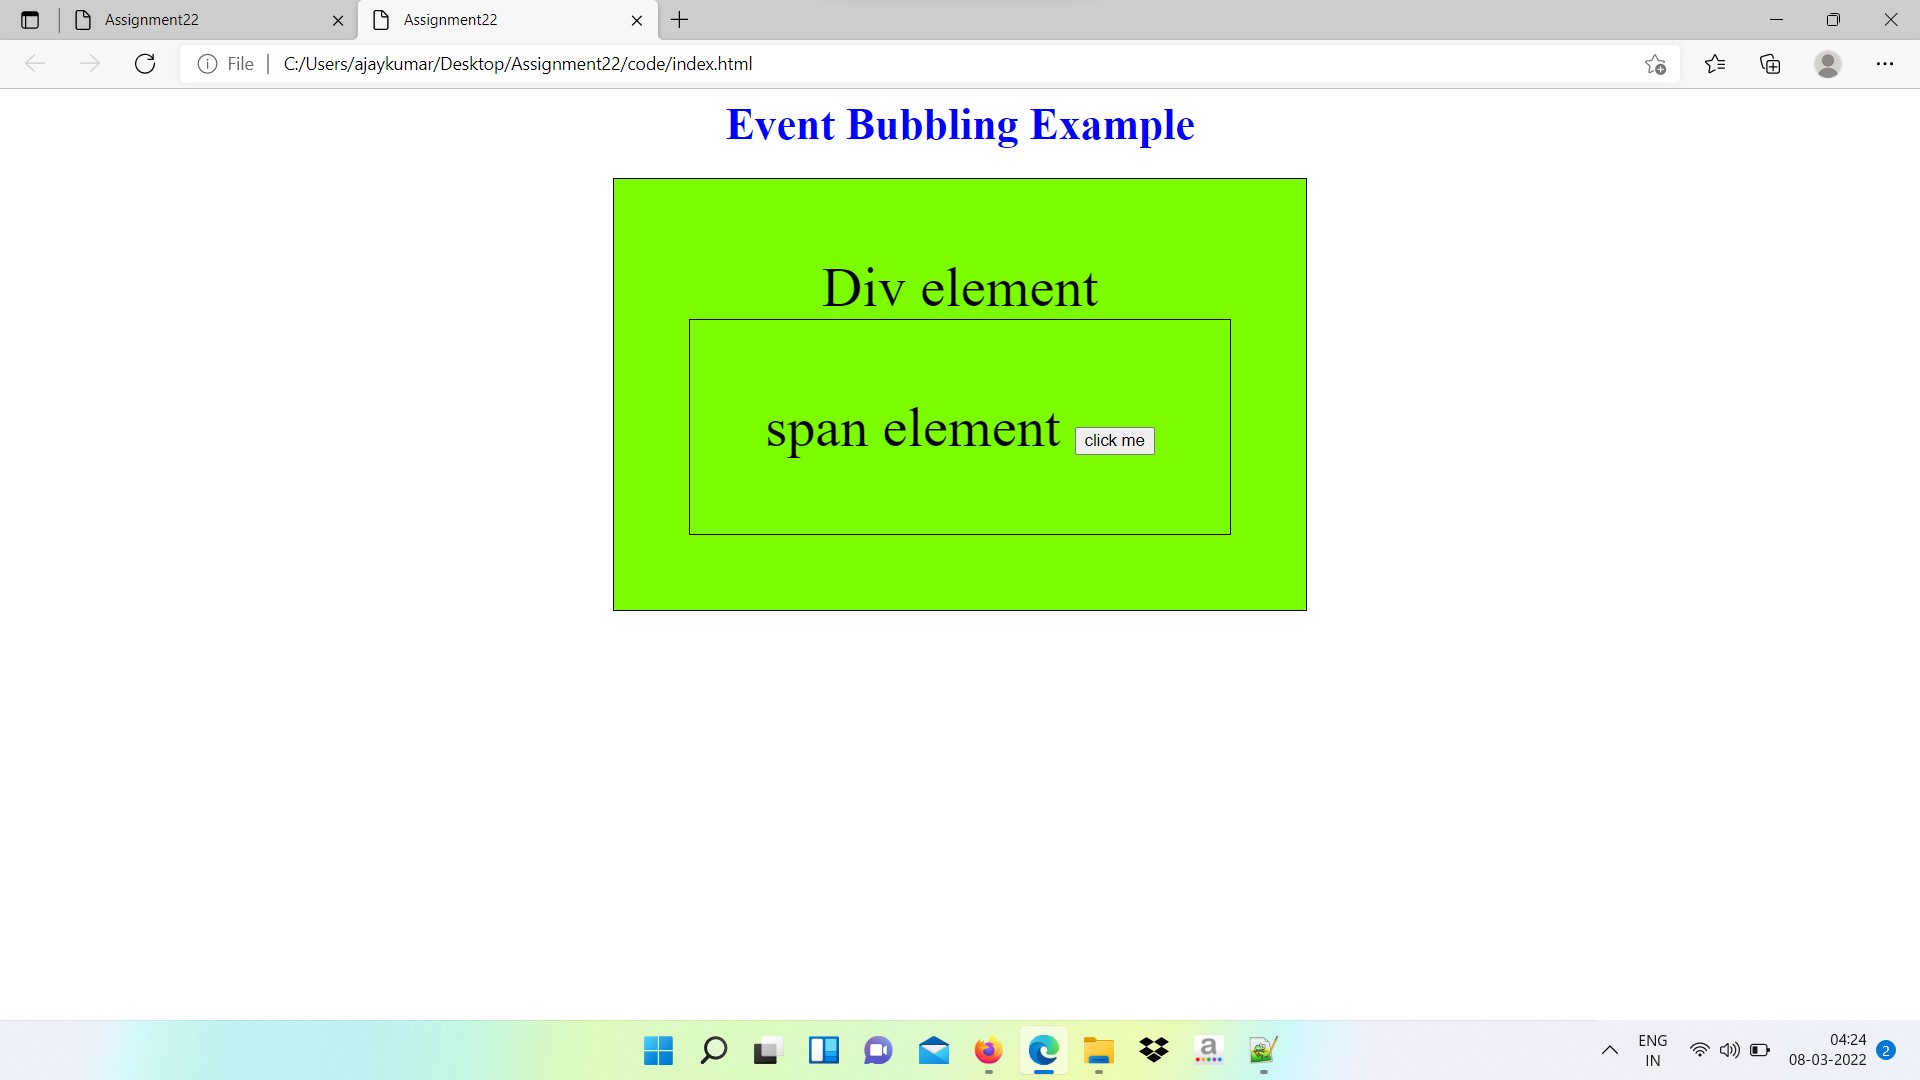 Assignment22
Assignment22
File
C:/Users/ajaykumar/Desktop/Assignment22/code/index.html
Event Bubbling Example
Div element
span element click me
a
ENG
IN
04:24
08-03-2022
2